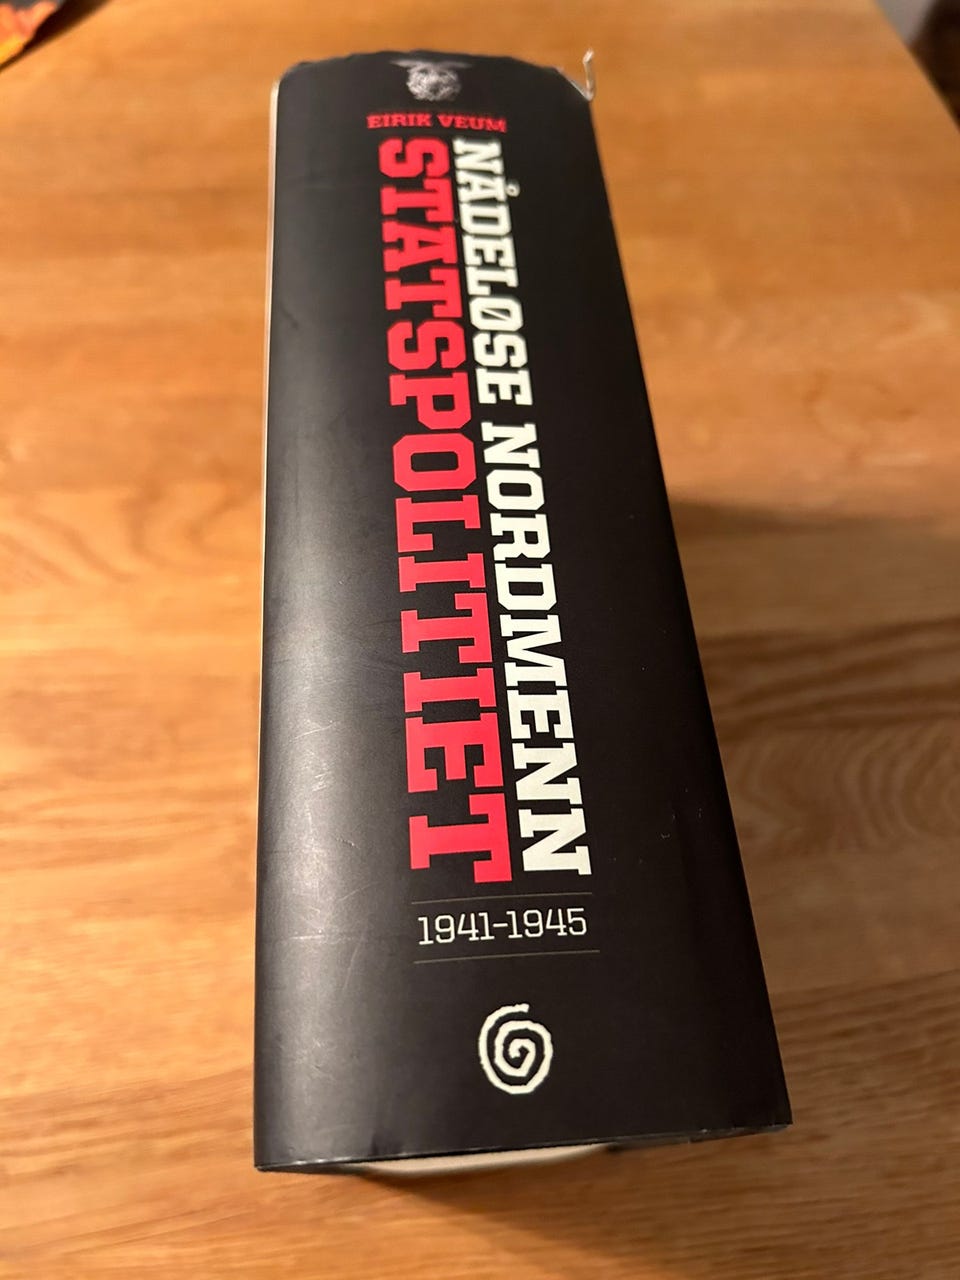 EIRIK VEUM
NÅDELØSE NORDMENN
STATSPOLITIET
1941–1945